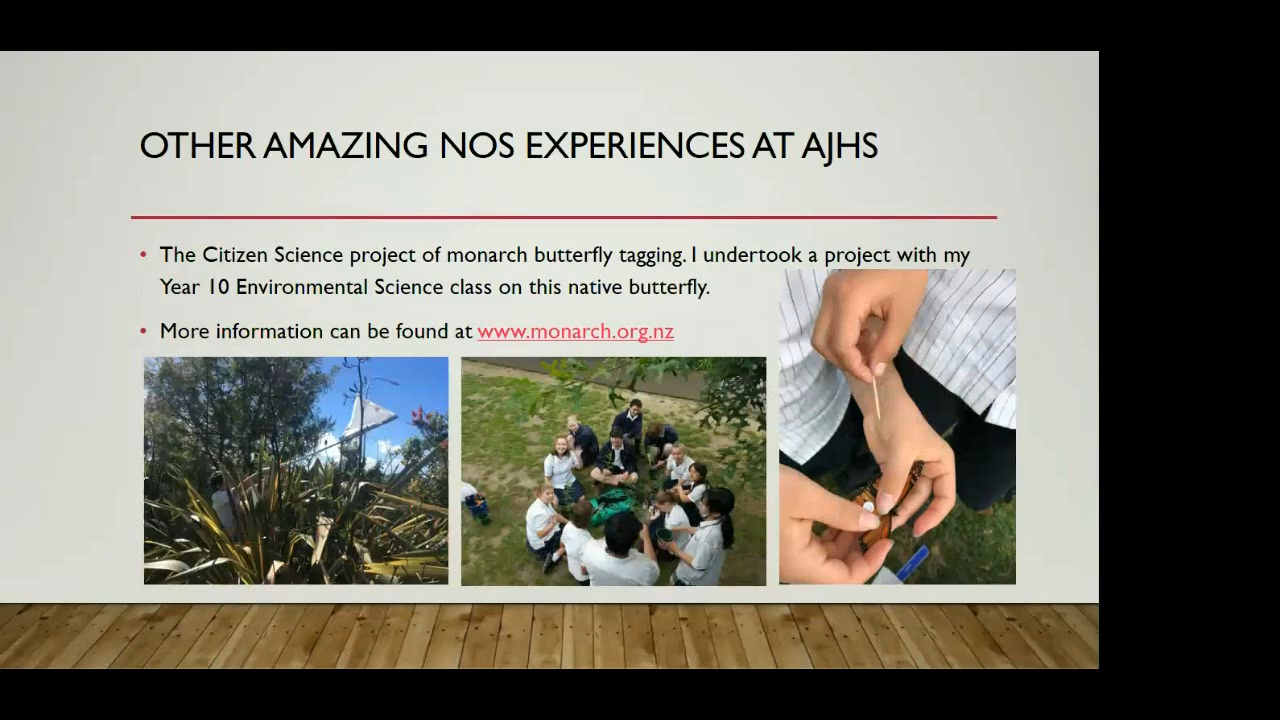 OTHER AMAZING NOS EXPERIENCES AT AJHS
• The Citizen Science project of monarch butterfly tagging. I undertook a project with my
Year 10 Environmental Science class on this native butterfly.
• More information can be found at www.monarch.org.nz